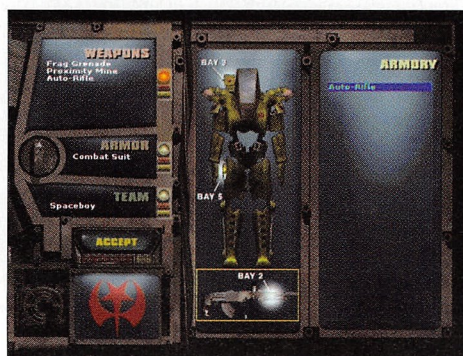 WEAPONS
Frag Grenade
Proximity Mine
Auto-Rifle
ARMOR
Combat Suit
TEAM
Spaceboy
ACCEPT
BAY 3
BAY 5
BAY 2
ARMORY
Auto-Rifle